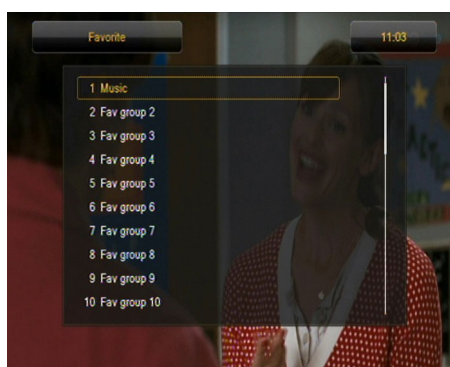 Favorite
11:03
1 Music
2 Fav group 2
3 Fav group 3
4 Fav group 4
5 Fav group 5
6 Fav group 6
7 Fav group 7
8 Fav group 8
9 Fav group 9
10 Fav group 10